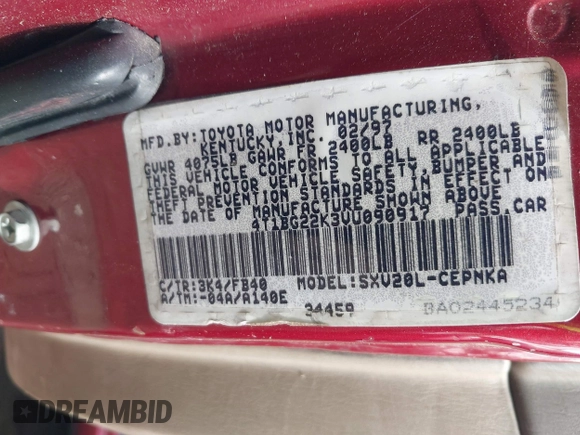 MFD.BY:TOYOTA MOTOR MANUFACTURING,
KENTUCKY,INC. 02/97
GVWR 4075LB GAWR FR 2400LB RR 2400LB
THIS VEHICLE CONFORMS TO ALL APPLICABLE
FEDERAL MOTOR VEHICLE SAFETY,BUMPER AND
THEFT PREVENTION STANDARDS IN EFFECT ON
THE DATE OF MANUFACTURE SHOWN ABOVE.
4T1BG22K3VU090917 PASS.CAR
C/TR:3K4/FB40 MODEL:SXV20L-CEPNKA
A/TM:-04A/A140E
34459 BA02445234
DREAMBID